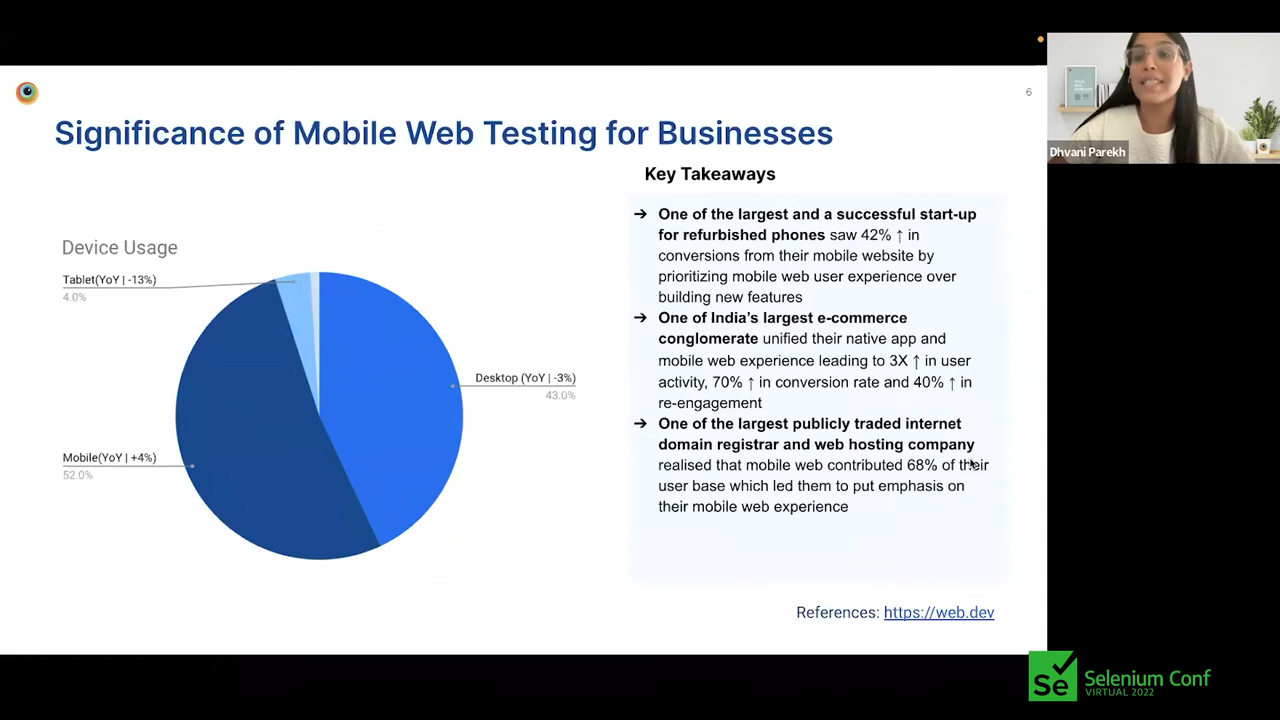 6
Significance of Mobile Web Testing for Businesses
Dhvani Parekh
Key Takeaways
Device Usage
Tablet(YoY | -13%)
4.0%
Desktop (YoY | -3%)
43.0%
Mobile(YoY | +4%)
52.0%
➔ One of the largest and a successful start-up
for refurbished phones saw 42% ↑ in
conversions from their mobile website by
prioritizing mobile web user experience over
building new features
➔ One of India's largest e-commerce
conglomerate unified their native app and
mobile web experience leading to 3X ↑ in user
activity, 70% ↑ in conversion rate and 40% ↑ in
re-engagement
➔ One of the largest publicly traded internet
domain registrar and web hosting company
realised that mobile web contributed 68% of their
user base which led them to put emphasis on
their mobile web experience
References: https://web.dev
Se
Selenium Conf
VIRTUAL 2022